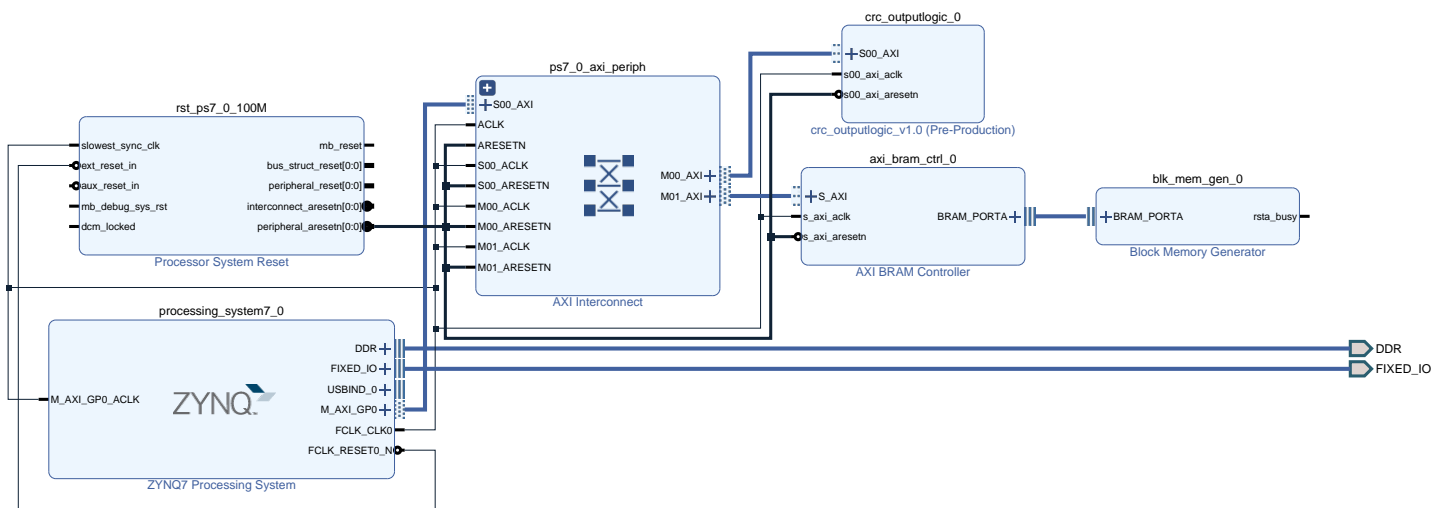 crc_outputlogic_0
S00_AXI
s00_axi_aclk
s00_axi_aresetn
crc_outputlogic_v1.0 (Pre-Production)
ps7_0_axi_periph
S00_AXI
ACLK
ARESETN
S00_ACLK
S00_ARESETN
M00_ACLK
M00_ARESETN
M01_ACLK
M01_ARESETN
M00_AXI
M01_AXI
AXI Interconnect
rst_ps7_0_100M
slowest_sync_clk
ext_reset_in
aux_reset_in
mb_debug_sys_rst
dcm_locked
mb_reset
bus_struct_reset[0:0]
peripheral_reset[0:0]
interconnect_aresetn[0:0]
peripheral_aresetn[0:0]
Processor System Reset
axi_bram_ctrl_0
S_AXI
s_axi_aclk
s_axi_aresetn
BRAM_PORTA
AXI BRAM Controller
blk_mem_gen_0
BRAM_PORTA
rsta_busy
Block Memory Generator
processing_system7_0
M_AXI_GP0_ACLK
ZYNQ
DDR
FIXED_IO
USBIND_0
M_AXI_GP0
FCLK_CLK0
FCLK_RESET0_N
ZYNQ7 Processing System
DDR
FIXED_IO